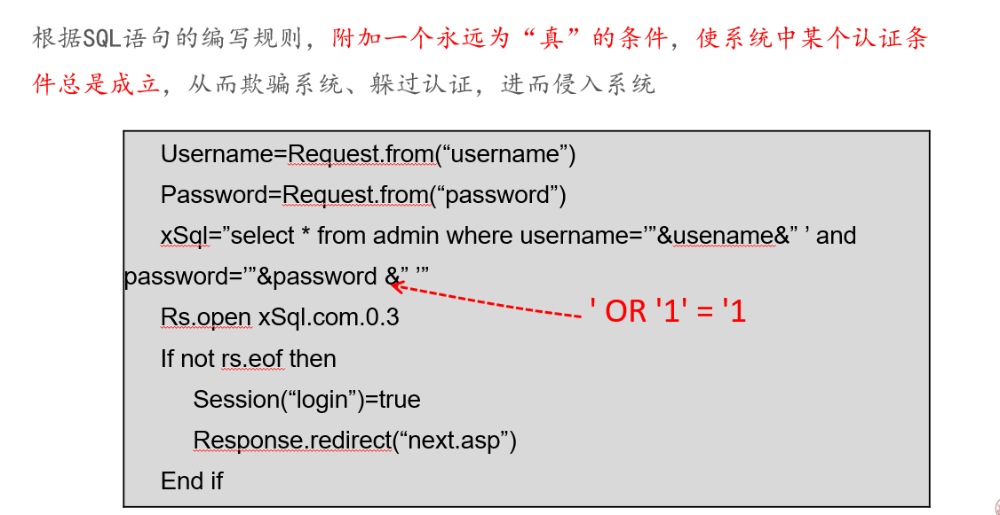 根据SQL语句的编写规则，附加一个永远为“真”的条件，使系统中某个认证条
件总是成立，从而欺骗系统、躲过认证，进而侵入系统
Username=Request.from(“username”)
Password=Request.from(“password”)
xSql=”select * from admin where username=’”&usename&” ’ and
password=’”&password &” ’”
' OR '1' = '1
Rs.open xSql.com.0.3
If not rs.eof then
Session(“login”)=true
Response.redirect(“next.asp”)
End if